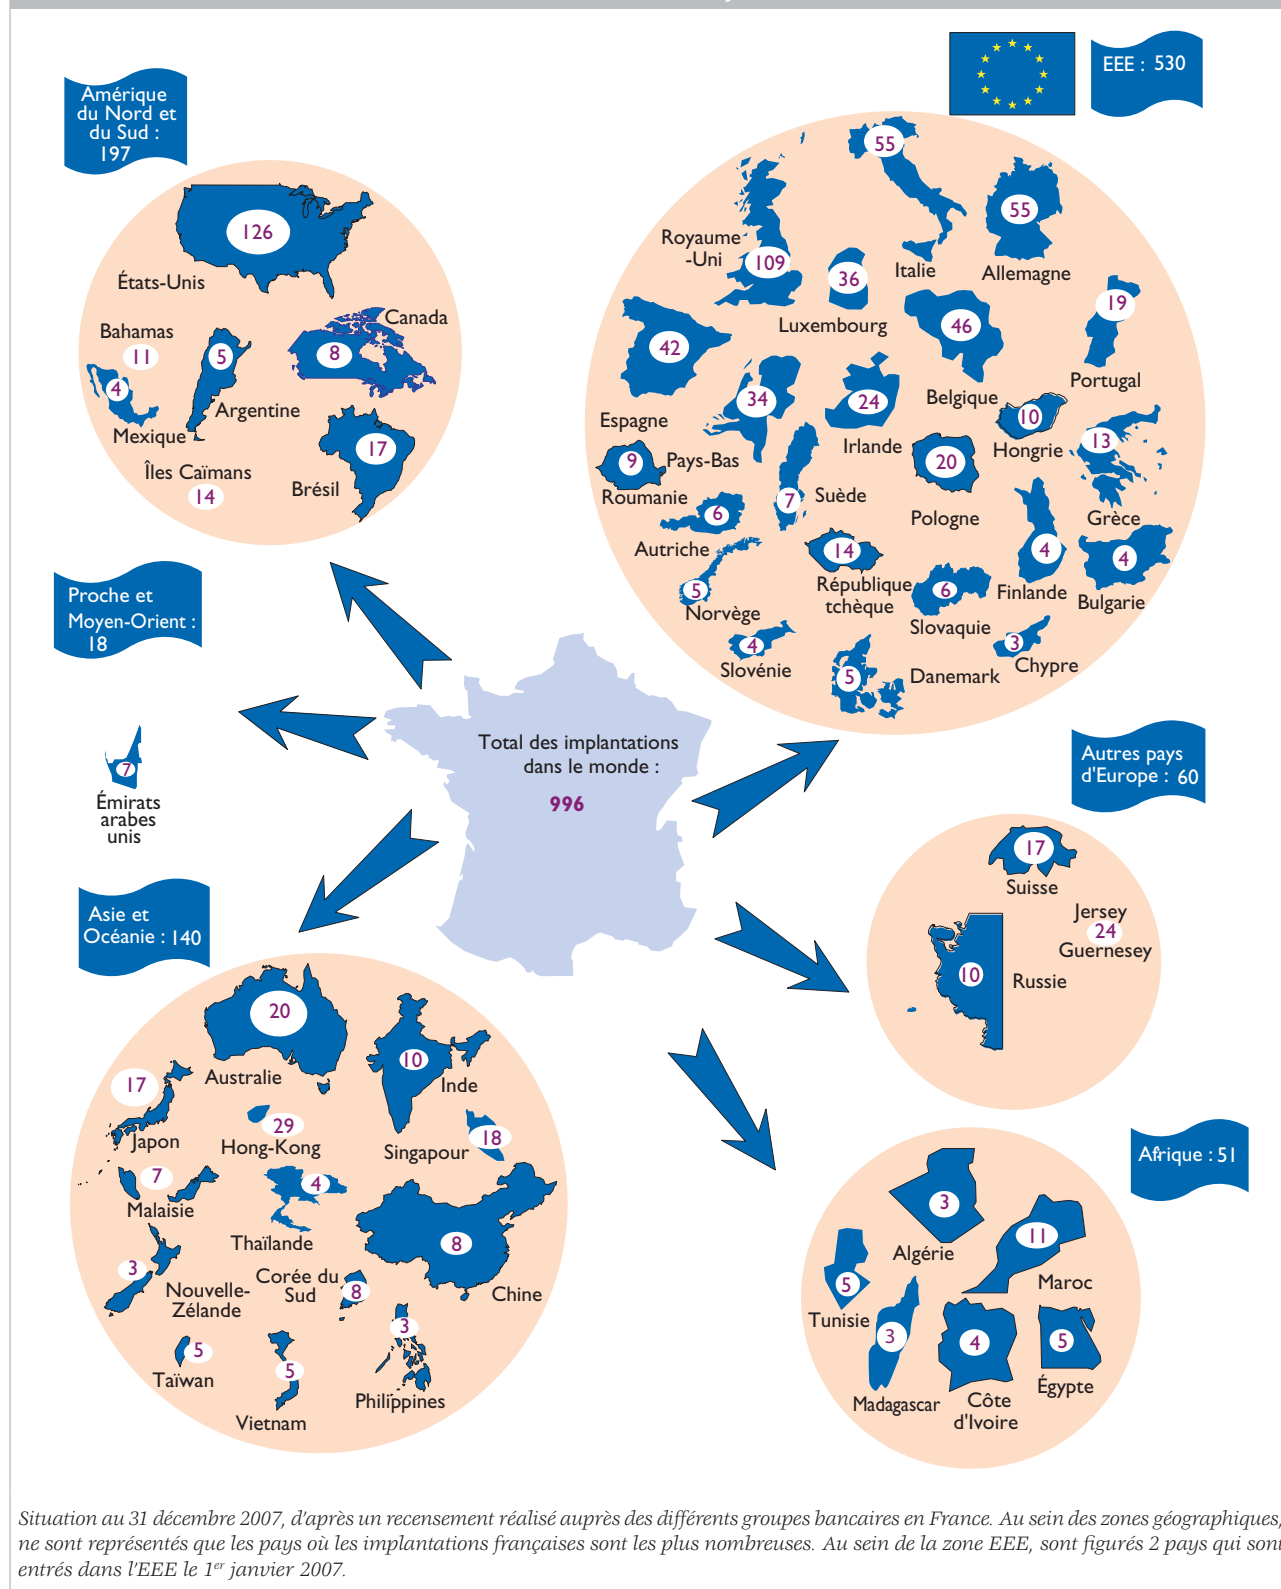 EEE : 530
Amérique
du Nord et
du Sud :
197
126
États-Unis
Bahamas
11
4
Mexique
5
Argentine
Canada
8
Îles Caïmans
14
Brésil
17
55
Italie
55
Allemagne
Royaume
-Uni
109
36
Luxembourg
46
Belgique
19
Portugal
42
Espagne
34
Pays-Bas
24
Irlande
10
Hongrie
13
Grèce
9
Roumanie
20
Pologne
7
Suède
6
Autriche
14
République
tchèque
4
Finlande
4
Bulgarie
5
Norvège
6
Slovaquie
3
Chypre
4
Slovénie
5
Danemark
Proche et
Moyen-Orient :
18
7
Émirats
arabes
unis
Total des implantations
dans le monde :
996
Autres pays
d'Europe : 60
17
Suisse
Jersey
24
Guernesey
10
Russie
Asie et
Océanie : 140
20
Australie
10
Inde
17
Japon
29
Hong-Kong
18
Singapour
7
Malaisie
4
Thaïlande
8
Chine
3
Nouvelle-
Zélande
Corée du
Sud
8
5
Taïwan
5
Vietnam
3
Philippines
Afrique : 51
3
Algérie
11
Maroc
5
Tunisie
3
Madagascar
4
Côte
d'Ivoire
5
Égypte
Situation au 31 décembre 2007, d'après un recensement réalisé auprès des différents groupes bancaires en France. Au sein des zones géographiques,
ne sont représentés que les pays où les implantations françaises sont les plus nombreuses. Au sein de la zone EEE, sont figurés 2 pays qui sont
entrés dans l'EEE le 1er janvier 2007.